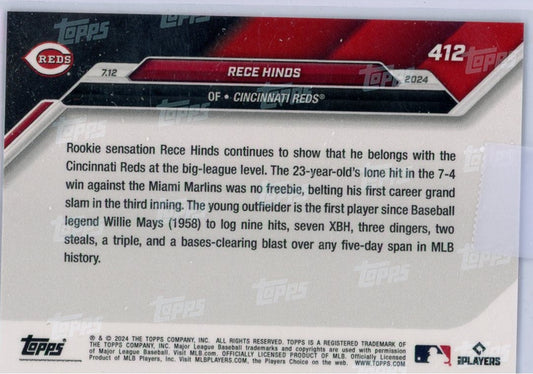 REDS
412
7.12
RECE HINDS
2024
OF • CINCINNATI REDS®
Rookie sensation Rece Hinds continues to show that he belongs with the
Cincinnati Reds at the big-league level. The 23-year-old's lone hit in the 7-4
win against the Miami Marlins was no freebie, belting his first career grand
slam in the third inning. The young outfielder is the first player since Baseball
legend Willie Mays (1958) to log nine hits, seven XBH, three dingers, two
steals, a triple, and a bases-clearing blast over any five-day span in MLB
history.
Topps
® & © 2024 THE TOPPS COMPANY, INC. ALL RIGHTS RESERVED. TOPPS IS A REGISTERED TRADEMARK OF
THE TOPPS COMPANY, INC. Major League Baseball trademarks and copyrights are used with permission
of Major League Baseball. Visit MLB.com. OFFICIALLY LICENSED PRODUCT OF MLB. Officially Licensed
Product of MLB Players, Inc. Visit MLBPLAYERS.COM, the Players Choice on the web. WWW.TOPPS.COM
PLAYERS